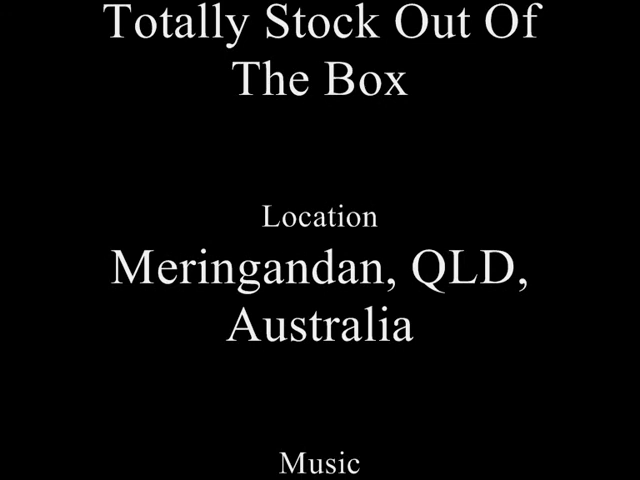 Totally Stock Out Of
The Box
Location
Meringandan, QLD,
Australia
Music